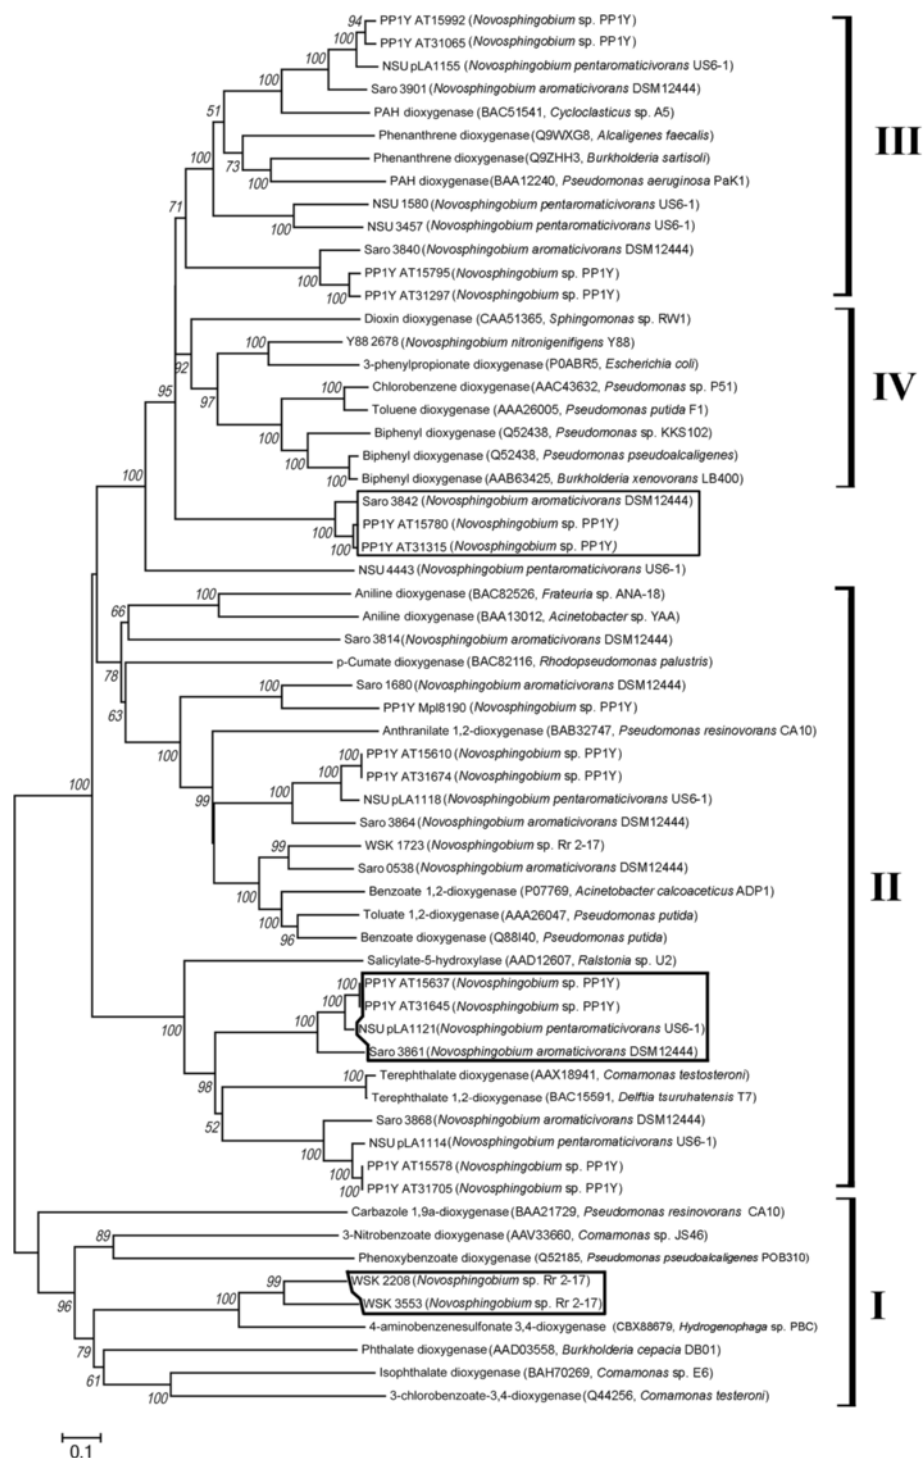 PP1Y AT15992 (Novosphingobium sp. PP1Y)
94
PP1Y AT31065 (Novosphingobium sp. PP1Y)
100
NSU pLA1155 (Novosphingobium pentaromaticivorans US6-1)
100
Saro 3901 (Novosphingobium aromaticivorans DSM12444)
100
PAH dioxygenase (BAC51541, Cycloclasticus sp. A5)
51
Phenanthrene dioxygenase (Q9WXG8, Alcaligenes faecalis)
III
100
Phenanthrene dioxygenase (Q9ZHH3, Burkholderia sartisoli)
73
PAH dioxygenase(BAA12240, Pseudomonas aeruginosa PaK1)
100
71
NSU 1580 (Novosphingobium pentaromaticivorans US6-1)
100
NSU 3457 (Novosphingobium pentaromaticivorans US6-1)
Saro 3840(Novosphingobium aromaticivorans DSM12444)
100
PP1Y AT15795(Novosphingobium sp. PP1Y)
100
PP1Y AT31297 (Novosphingobium sp. PP1Y)
Dioxin dioxygenase (CAA51365, Sphingomonas sp. RW1)
92
Y88 2678 (Novosphingobium nitronigenifigens Y88)
100
3-phenylpropionate dioxygenase (P0ABR5, Escherichia coli)
95
97
Chlorobenzene dioxygenase(AAC43632, Pseudomonas sp. P51)
100
IV
Toluene dioxygenase (AAA26005, Pseudomonas putida F1)
100
Biphenyl dioxygenase (Q52438, Pseudomonas sp. KKS102)
100
Biphenyl dioxygenase (Q52438, Pseudomonas pseudoalcaligenes)
100
Biphenyl dioxygenase (AAB63425, Burkholderia xenovorans LB400)
100
Saro 3842 (Novosphingobium aromaticivorans DSM12444)
100
PP1Y AT15780 (Novosphingobium sp. PP1Y)
100
PP1Y AT31315 (Novosphingobium sp. PP1Y)
NSU 4443 (Novosphingobium pentaromaticivorans US6-1)
Aniline dioxygenase (BAC82526, Frateuria sp. ANA-18)
66
100
Aniline dioxygenase (BAA13012, Acinetobacter sp. YAA)
Saro 3814(Novosphingobium aromaticivorans DSM12444)
78
p-Cumate dioxygenase (BAC82116, Rhodopseudomonas palustris)
63
Saro 1680(Novosphingobium aromaticivorans DSM12444)
100
PP1Y Mpl8190 (Novosphingobium sp. PP1Y)
100
Anthranilate 1,2-dioxygenase (BAB32747, Pseudomonas resinovorans CA10)
100
PP1Y AT15610 (Novosphingobium sp. PP1Y)
100
99
PP1Y AT31674 (Novosphingobium sp. PP1Y)
100
NSU pLA1118 (Novosphingobium pentaromaticivorans US6-1)
100
Saro 3864(Novosphingobium aromaticivorans DSM12444)
WSK 1723 (Novosphingobium sp. Rr 2-17)
99
Saro 0538(Novosphingobium aromaticivorans DSM12444)
II
100
Benzoate 1,2-dioxygenase (P07769, Acinetobacter calcoaceticus ADP1)
100
Toluate 1,2-dioxygenase (AAA26047, Pseudomonas putida)
96
Benzoate dioxygenase (Q88I40, Pseudomonas putida)
Salicylate-5-hydroxylase (AAD12607, Ralstonia sp. U2)
100
PP1Y AT15637(Novosphingobium sp. PP1Y)
100
PP1Y AT31645 (Novosphingobium sp. PP1Y)
100
100
NSU pLA1121(Novosphingobium pentaromaticivorans US6-1)
Saro 3861(Novosphingobium aromaticivorans DSM12444)
98
100
Terephthalate dioxygenase(AAX18941, Comamonas testosteroni)
Terephthalate 1,2-dioxygenase (BAC15591, Delftia tsuruhatensis T7)
52
Saro 3868(Novosphingobium aromaticivorans DSM12444)
100
NSU pLA1114(Novosphingobium pentaromaticivorans US6-1)
100
PP1Y AT15578 (Novosphingobium sp. PP1Y)
100
PP1Y AT31705 (Novosphingobium sp. PP1Y)
Carbazole 1,9a-dioxygenase (BAA21729, Pseudomonas resinovorans CA10)
89
3-Nitrobenzoate dioxygenase (AAV33660, Comamonas sp. JS46)
Phenoxybenzoate dioxygenase (Q52185, Pseudomonas pseudoalcaligenes POB310)
96
99
WSK 2208 (Novosphingobium sp. Rr 2-17)
100
WSK 3553 (Novosphingobium sp. Rr 2-17)
I
4-aminobenzenesulfonate 3,4-dioxygenase (CBX88679, Hydrogenophaga sp. PBC)
79
Phthalate dioxygenase (AAD03558, Burkholderia cepacia DB01)
61
Isophthalate dioxygenase (BAH70269, Comamonas sp. E6)
100
3-chlorobenzoate-3,4-dioxygenase (Q44256, Comamonas testeroni)
0.1